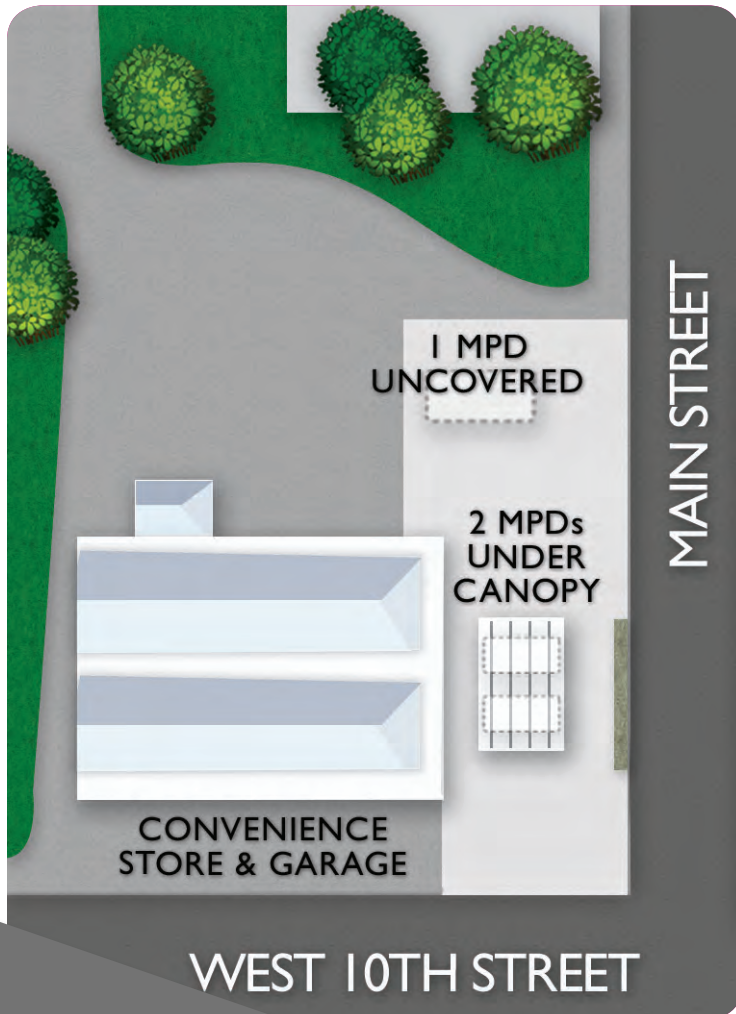 1 MPD
UNCOVERED
MAIN STREET
2 MPDs
UNDER
CANOPY
CONVENIENCE
STORE & GARAGE
WEST 10TH STREET